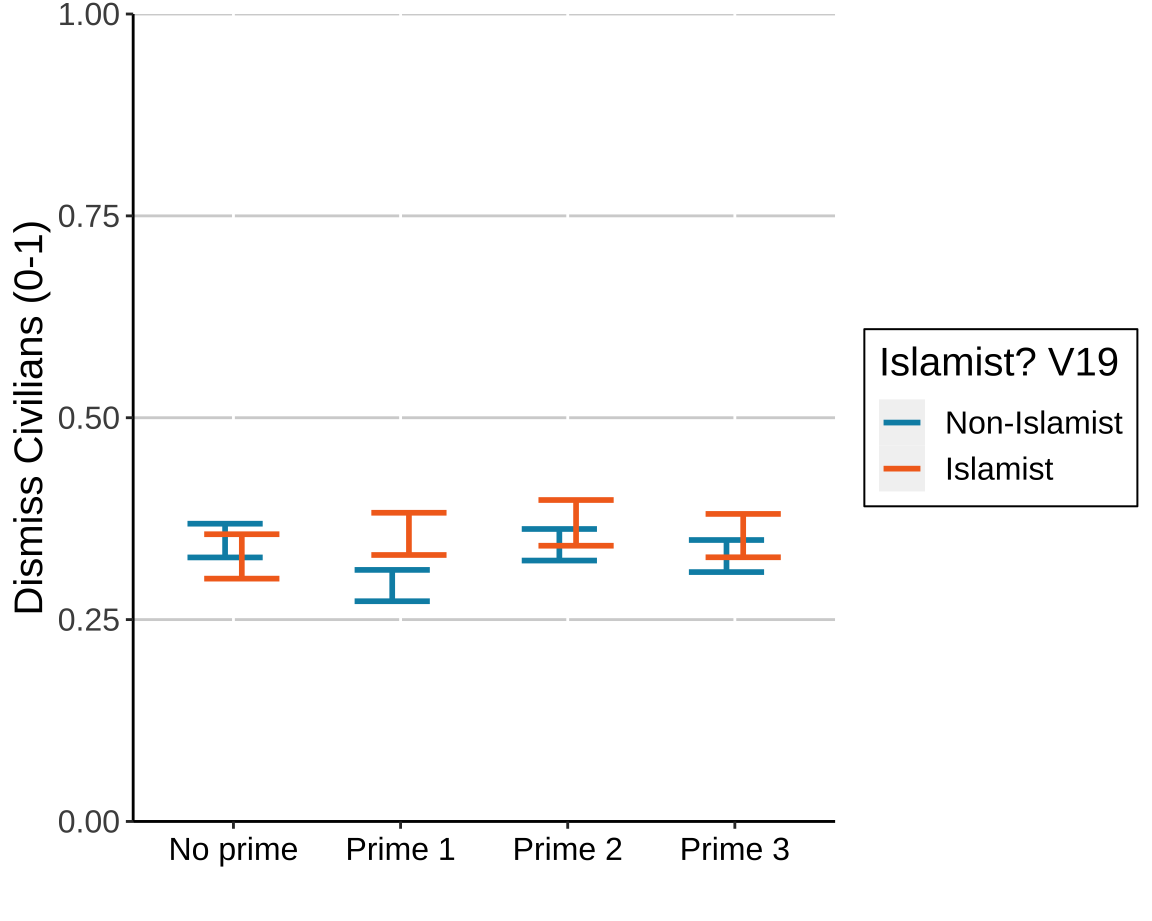 1.00
0.75
0.50
0.25
0.00
Dismiss Civilians (0-1)
No prime
Prime 1
Prime 2
Prime 3
Islamist? V19
Non-Islamist
Islamist